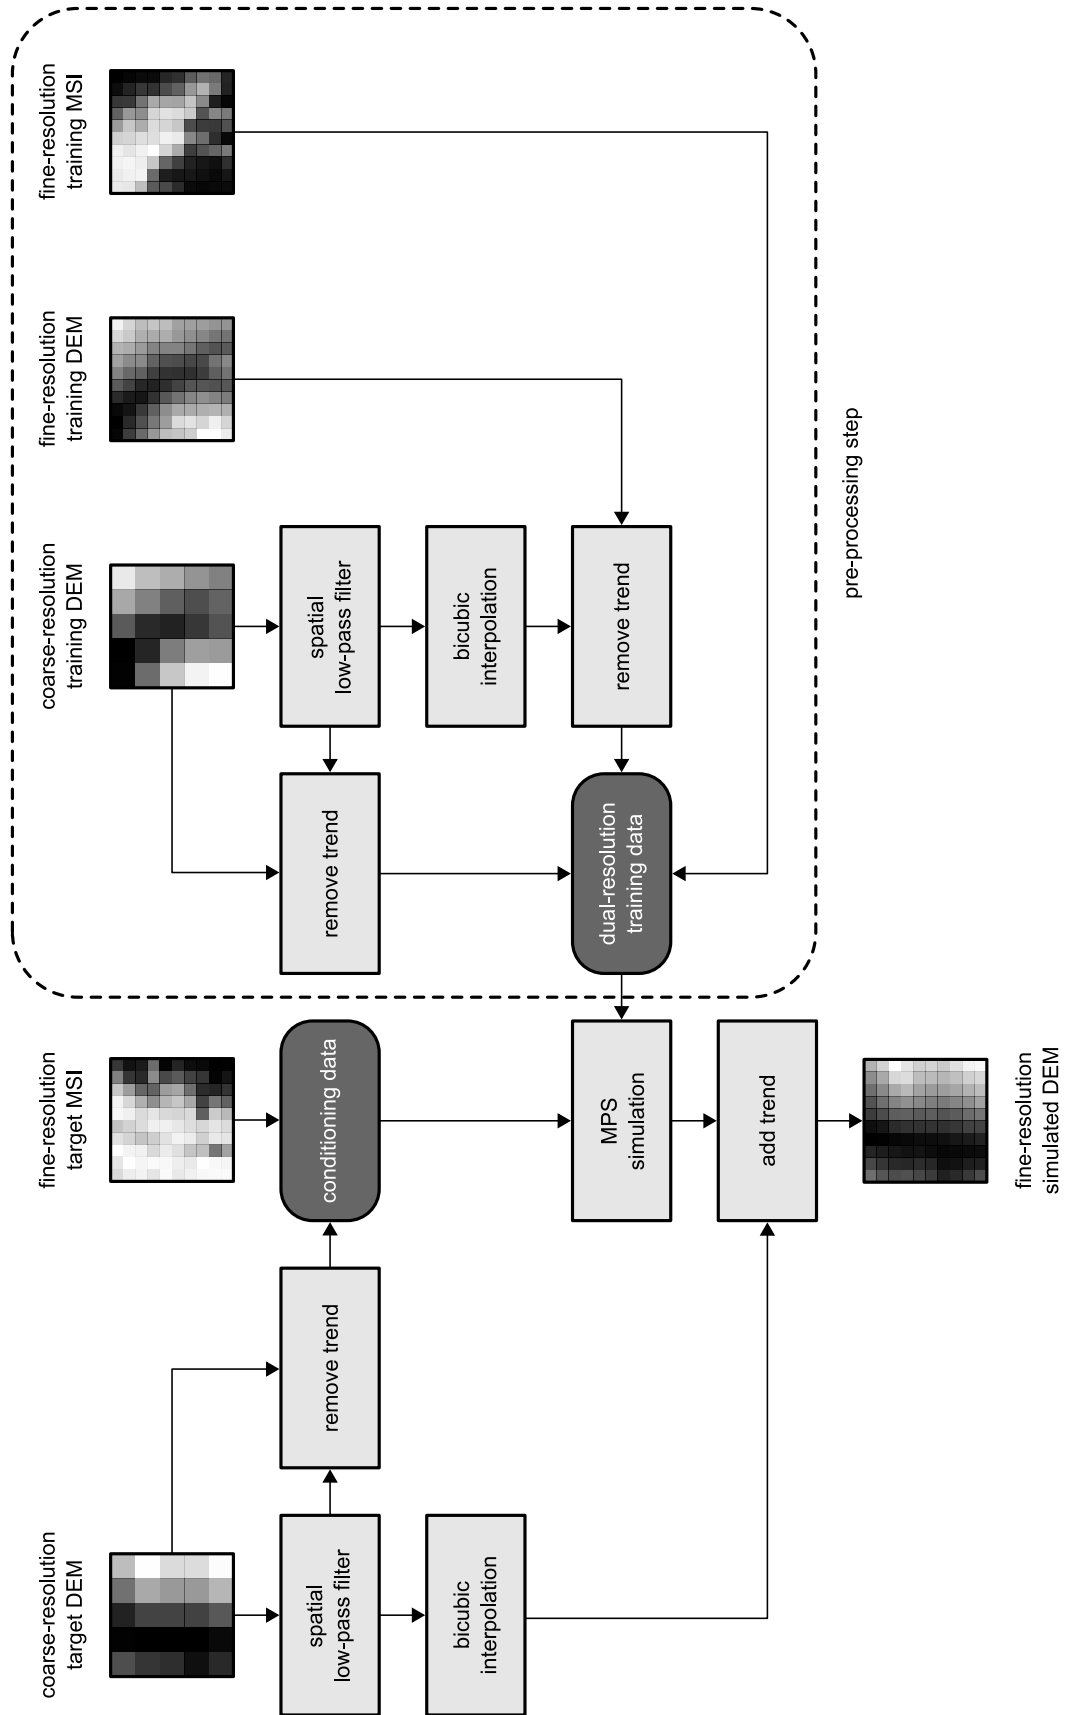 coarse-resolution
target DEM
fine-resolution
target MSI
coarse-resolution
training DEM
fine-resolution
training DEM
fine-resolution
training MSI
spatial
low-pass filter
remove trend
conditioning data
remove trend
spatial
low-pass filter
bicubic
interpolation
bicubic
interpolation
MPS
simulation
dual-resolution
training data
remove trend
add trend
pre-processing step
fine-resolution
simulated DEM